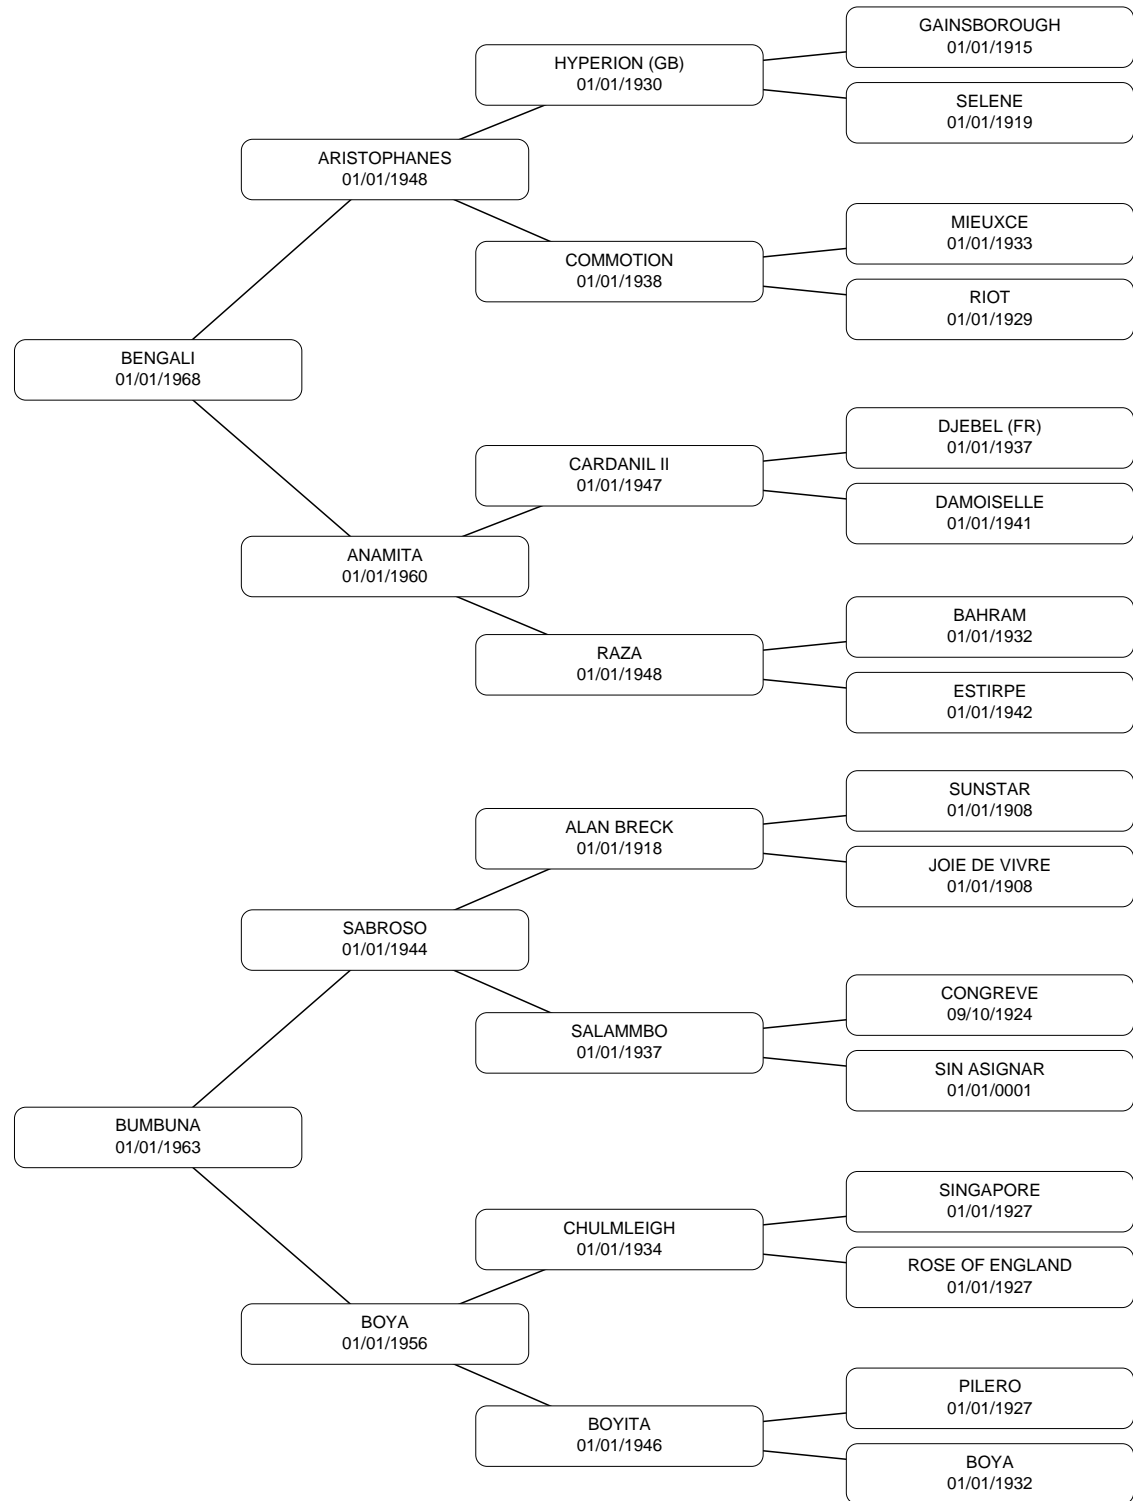 GAINSBOROUGH
01/01/1915
HYPERION (GB)
01/01/1930
SELENE
01/01/1919
ARISTOPHANES
01/01/1948
MIEUXCE
01/01/1933
COMMOTION
01/01/1938
RIOT
01/01/1929
BENGALI
01/01/1968
DJEBEL (FR)
01/01/1937
CARDANIL II
01/01/1947
DAMOISELLE
01/01/1941
ANAMITA
01/01/1960
BAHRAM
01/01/1932
RAZA
01/01/1948
ESTIRPE
01/01/1942
SUNSTAR
01/01/1908
ALAN BRECK
01/01/1918
JOIE DE VIVRE
01/01/1908
SABROSO
01/01/1944
CONGREVE
09/10/1924
SALAMMBO
01/01/1937
SIN ASIGNAR
01/01/0001
BUMBUNA
01/01/1963
SINGAPORE
01/01/1927
CHULMLEIGH
01/01/1934
ROSE OF ENGLAND
01/01/1927
BOYA
01/01/1956
PILERO
01/01/1927
BOYITA
01/01/1946
BOYA
01/01/1932